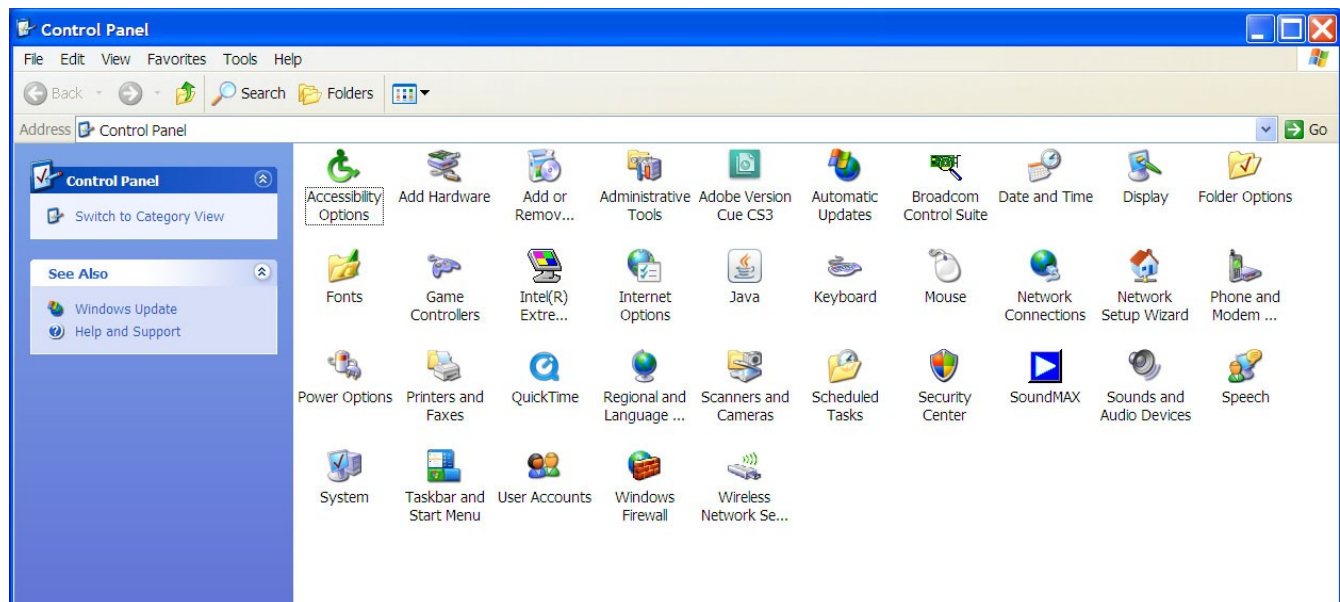 Control Panel
File Edit View Favorites Tools Help
Back Search Folders
Address Control Panel Go
Control Panel
Switch to Category View
See Also
Windows Update
Help and Support
Accessibility Options
Add Hardware
Add or Remov...
Administrative Tools
Adobe Version Cue CS3
Automatic Updates
Broadcom Control Suite
Date and Time
Display
Folder Options
Fonts
Game Controllers
Intel(R) Extre...
Internet Options
Java
Keyboard
Mouse
Network Connections
Network Setup Wizard
Phone and Modem ...
Power Options
Printers and Faxes
QuickTime
Regional and Language ...
Scanners and Cameras
Scheduled Tasks
Security Center
SoundMAX
Sounds and Audio Devices
Speech
System
Taskbar and Start Menu
User Accounts
Windows Firewall
Wireless Network Se...